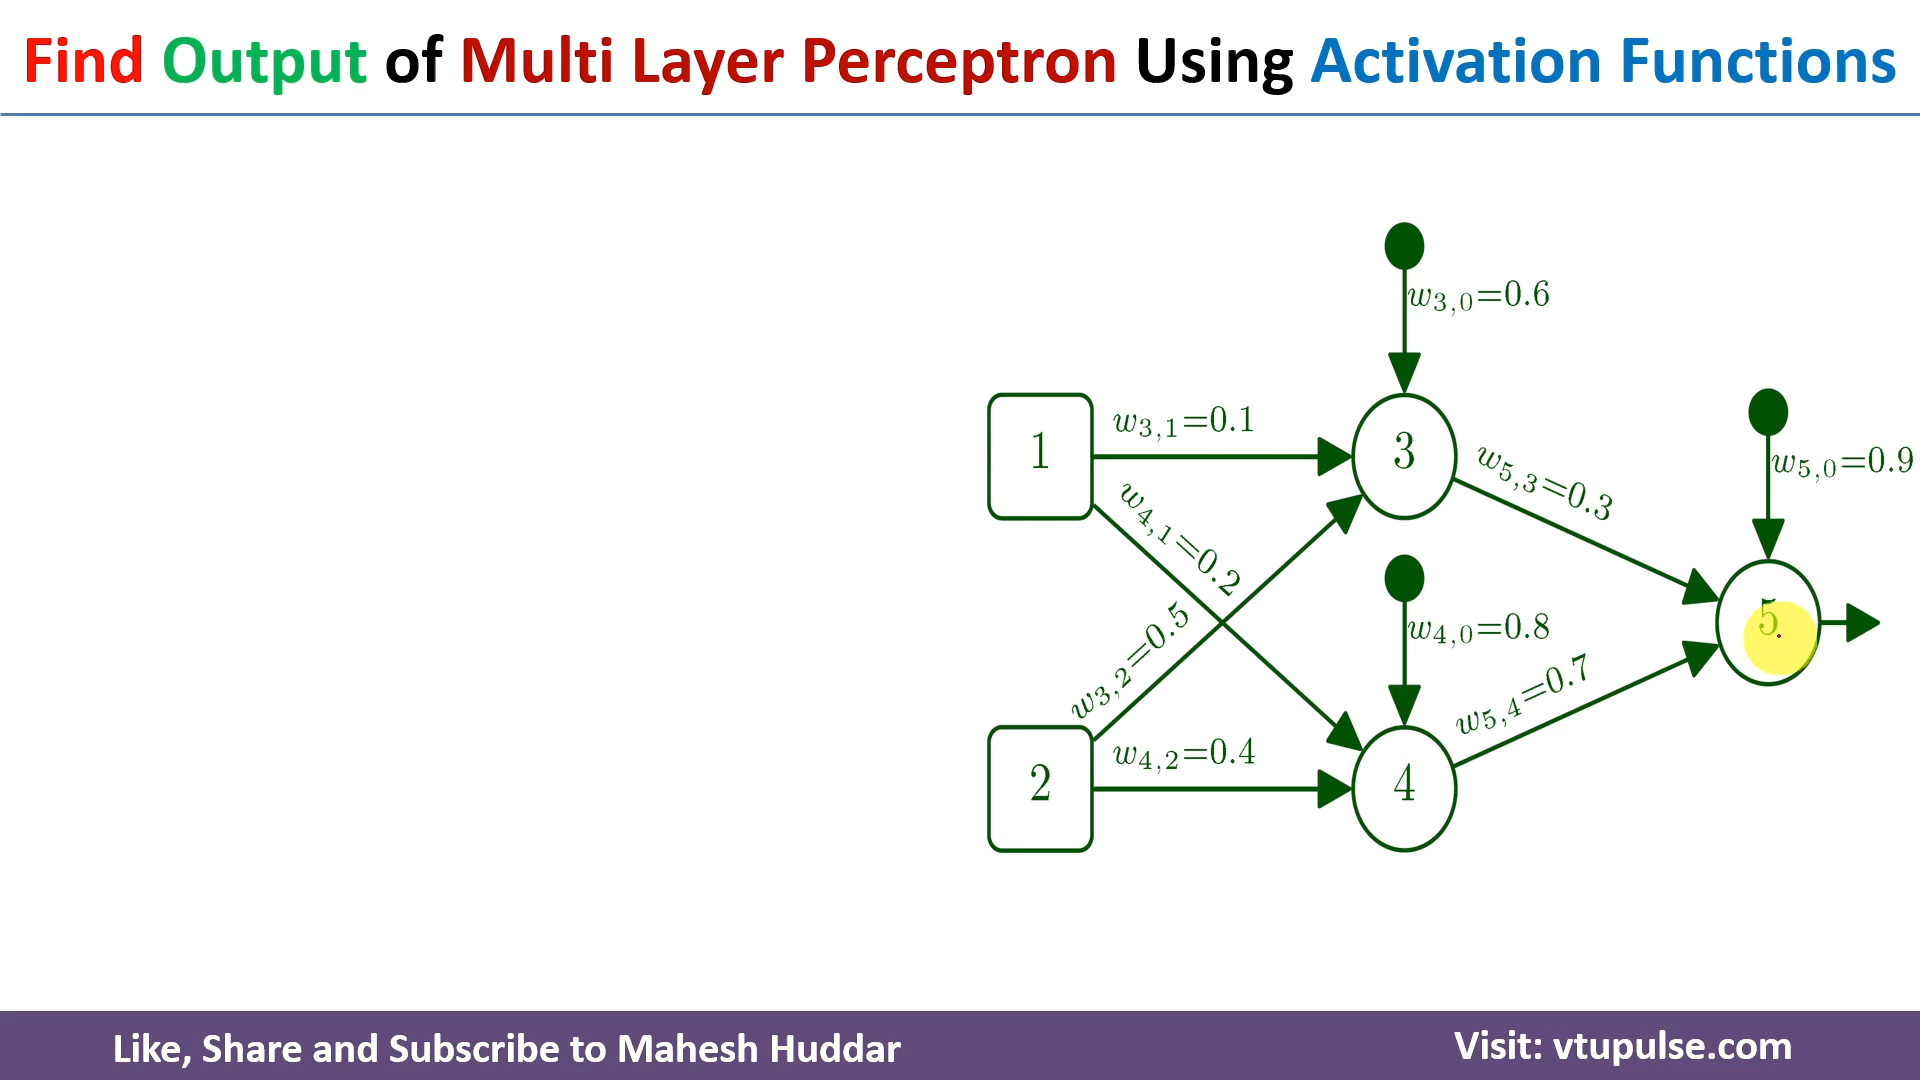 Find Output of Multi Layer Perceptron Using Activation Functions
w3,0=0.6
w3,1=0.1
1
3
w5,3=0.3
w5,0=0.9
w4,1=0.2
w3,2=0.5
5
w4,0=0.8
w5,4=0.7
w4,2=0.4
2
4
Like, Share and Subscribe to Mahesh Huddar
Visit: vtupulse.com